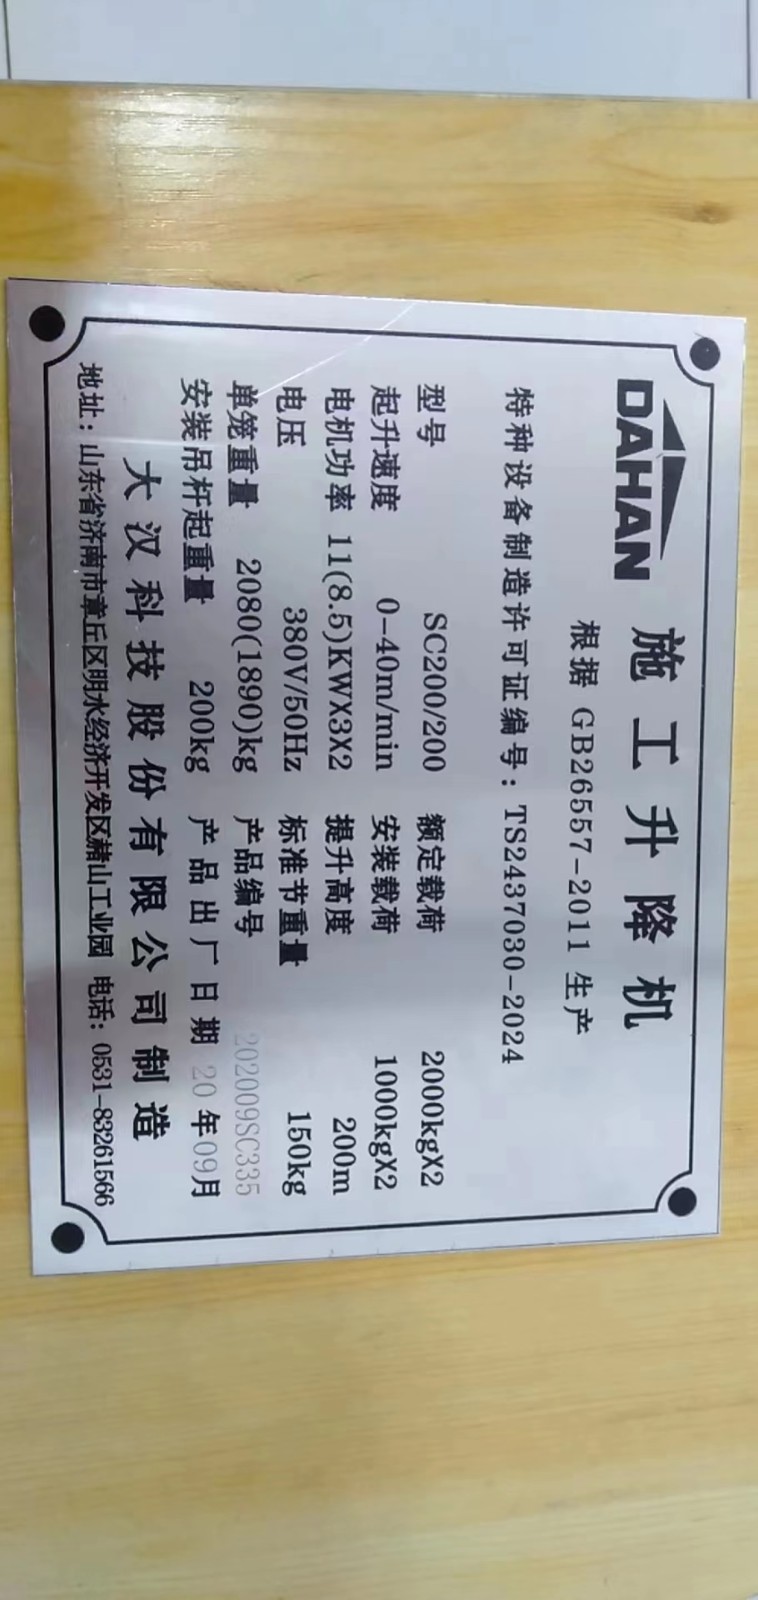 DAHAN 施工升降机
根据 GB26557-2011 生产
特种设备制造许可证编号：TS2437030-2024
型号 SC200/200 额定载荷 2000kgX2
起升速度 0-40m/min 安装载荷 1000kgX2
电机功率 11(8.5)KWX3X2 提升高度 200m
电压 380V/50Hz 标准节重量 150kg
单笼重量 2080(1890)kg 产品编号 202009SC335
安装吊杆起重量 200kg 产品出厂日期 20年09月
大汉科技股份有限公司制造
地址：山东省济南市章丘区明水经济开发区赭山工业园 电话：0531-83261566